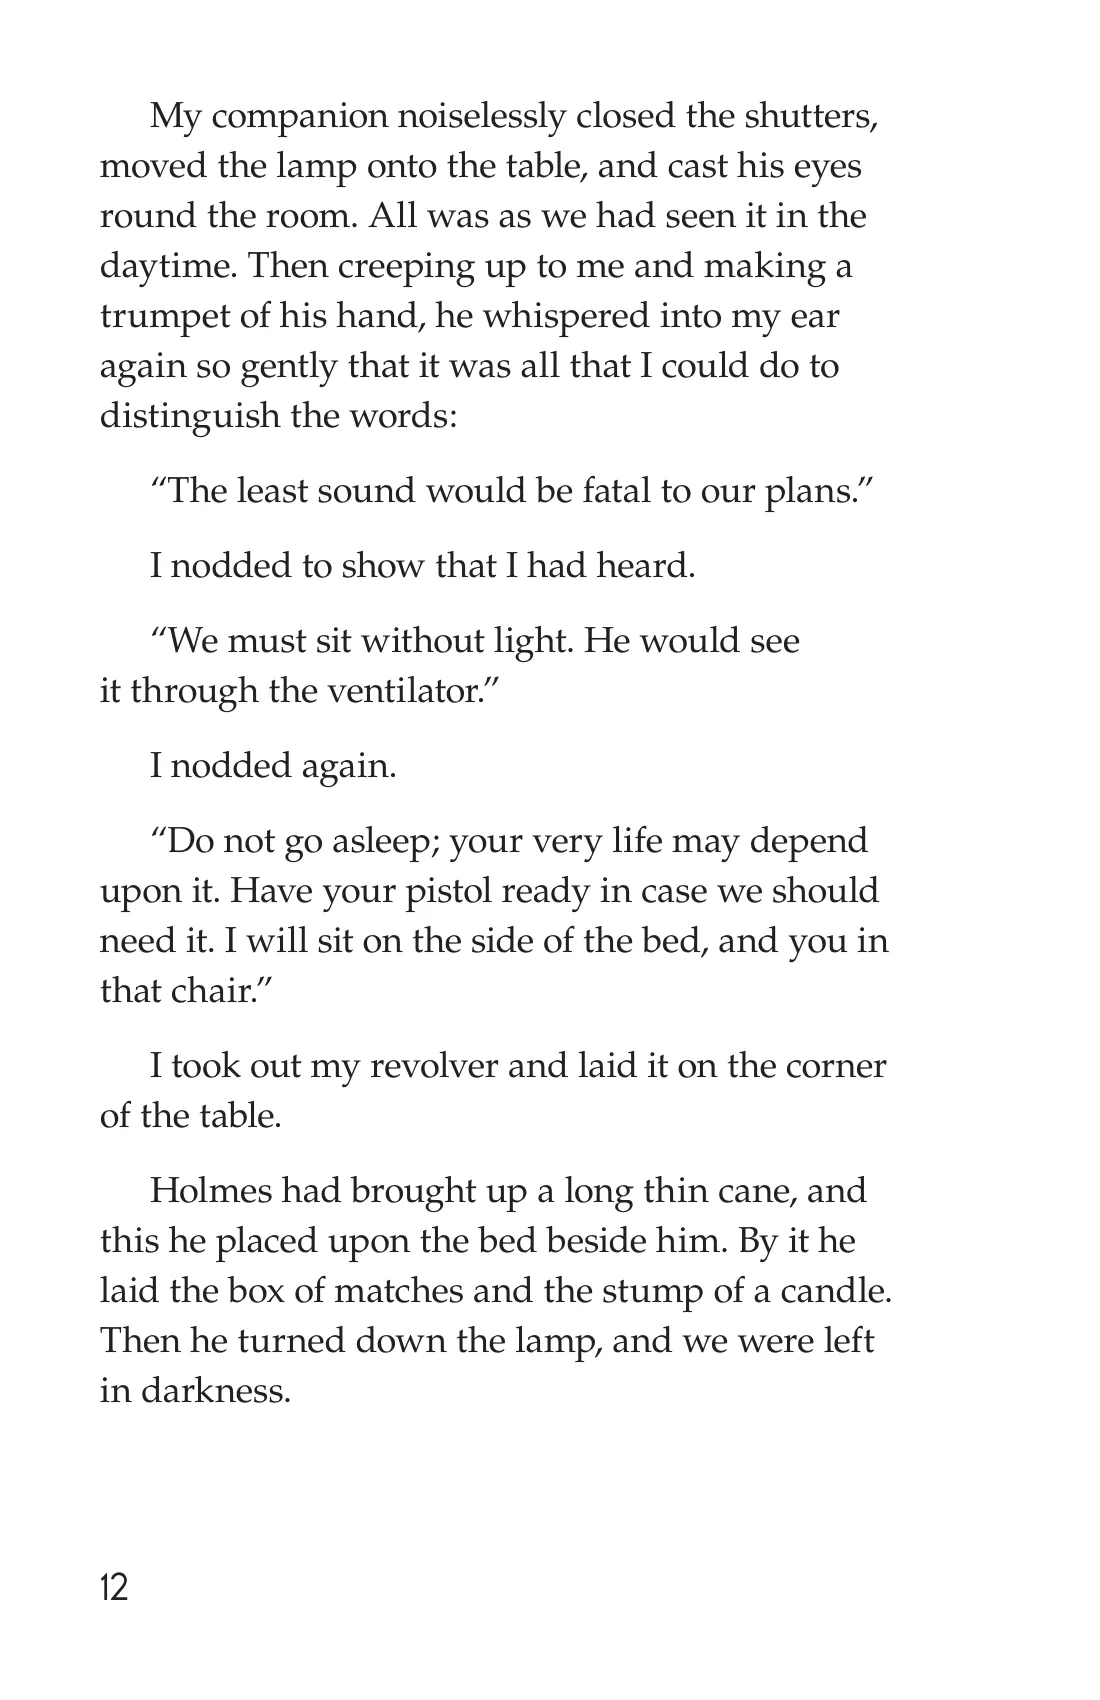 My companion noiselessly closed the shutters,
moved the lamp onto the table, and cast his eyes
round the room. All was as we had seen it in the
daytime. Then creeping up to me and making a
trumpet of his hand, he whispered into my ear
again so gently that it was all that I could do to
distinguish the words:
“The least sound would be fatal to our plans.”
I nodded to show that I had heard.
“We must sit without light. He would see
it through the ventilator.”
I nodded again.
“Do not go asleep; your very life may depend
upon it. Have your pistol ready in case we should
need it. I will sit on the side of the bed, and you in
that chair.”
I took out my revolver and laid it on the corner
of the table.
Holmes had brought up a long thin cane, and
this he placed upon the bed beside him. By it he
laid the box of matches and the stump of a candle.
Then he turned down the lamp, and we were left
in darkness.
12